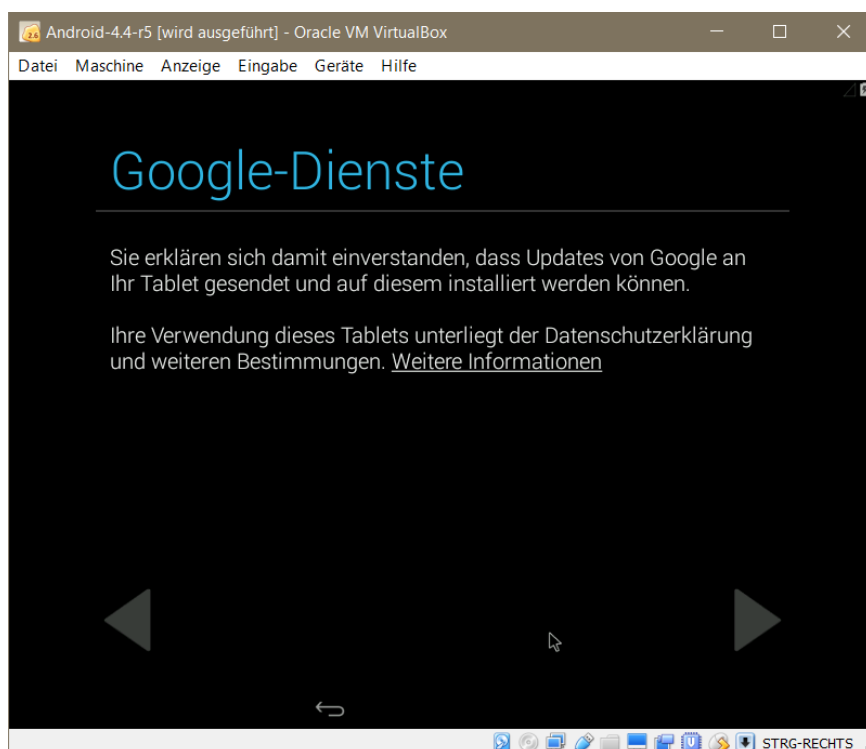 Android-4.4-r5 [wird ausgeführt] - Oracle VM VirtualBox
Datei Maschine Anzeige Eingabe Geräte Hilfe
Google-Dienste
Sie erklären sich damit einverstanden, dass Updates von Google an
Ihr Tablet gesendet und auf diesem installiert werden können.
Ihre Verwendung dieses Tablets unterliegt der Datenschutzerklärung
und weiteren Bestimmungen. Weitere Informationen
STRG-RECHTS